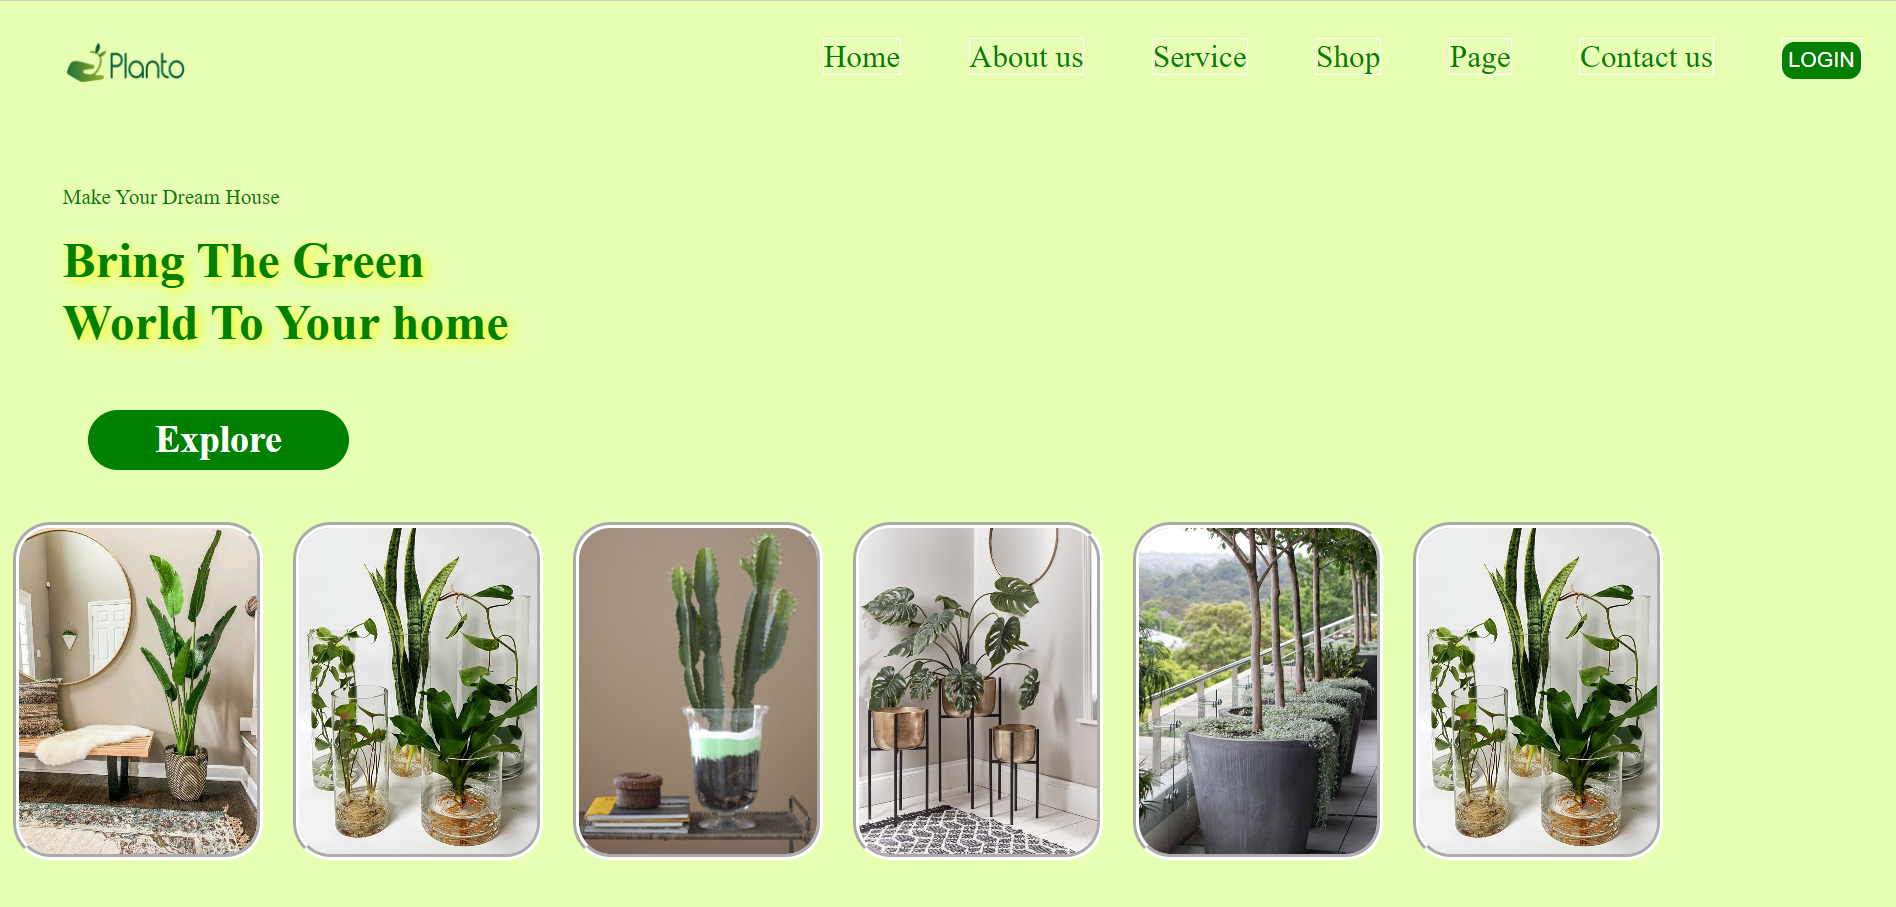 Planto
Home About us Service Shop Page Contact us LOGIN
Make Your Dream House
Bring The Green
World To Your home
Explore